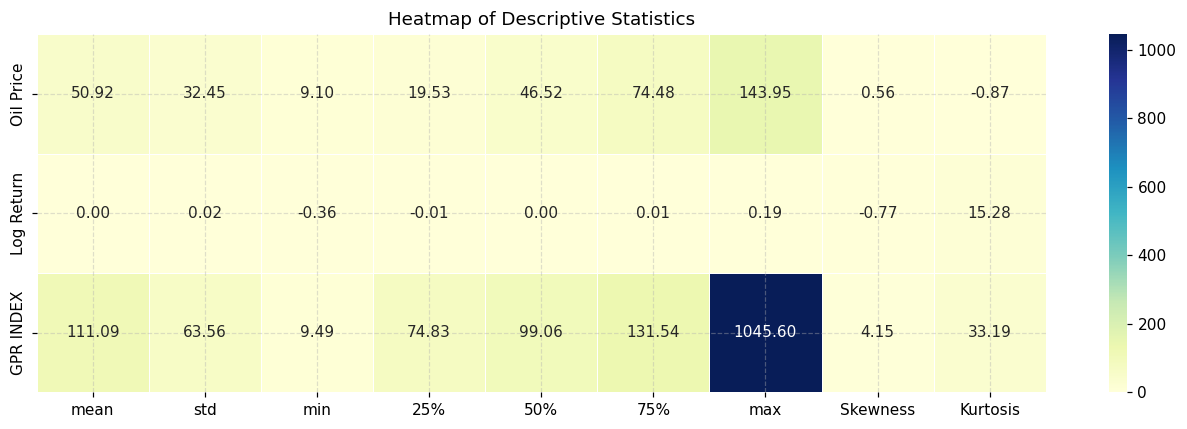 Heatmap of Descriptive Statistics
Oil Price 50.92 32.45 9.10 19.53 46.52 74.48 143.95 0.56 -0.87
Log Return 0.00 0.02 -0.36 -0.01 0.00 0.01 0.19 -0.77 15.28
GPR INDEX 111.09 63.56 9.49 74.83 99.06 131.54 1045.60 4.15 33.19
mean std min 25% 50% 75% max Skewness Kurtosis
1000
800
600
400
200
0